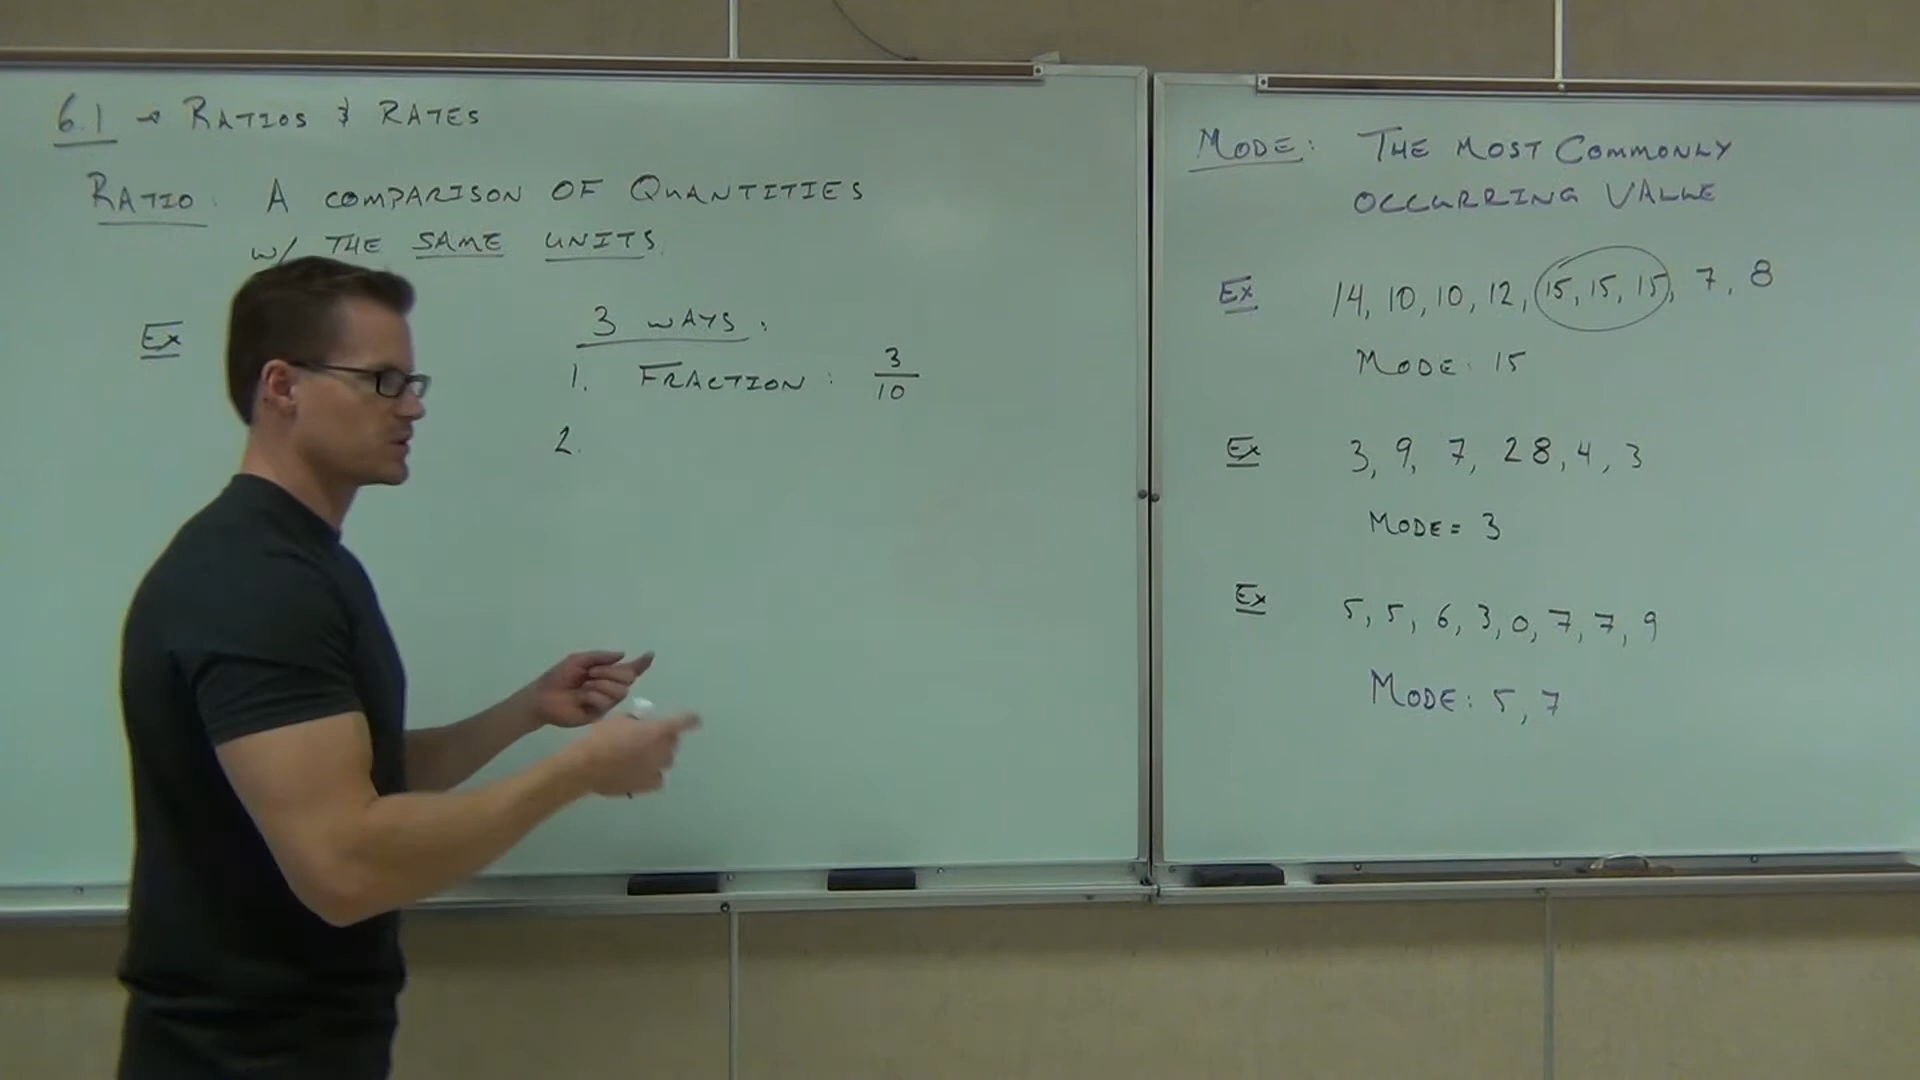 6.1 → RATIOS & RATES
RATIO: A COMPARISON OF QUANTITIES
w/ THE SAME UNITS.
Ex
3 WAYS:
1. FRACTION: 3/10
2.
MODE: THE MOST COMMONLY
OCCURRING VALUE
Ex 14, 10, 10, 12, 15, 15, 15, 7, 8
MODE: 15
Ex 3, 9, 7, 28, 4, 3
MODE = 3
Ex 5, 5, 6, 3, 0, 7, 7, 9
MODE: 5, 7